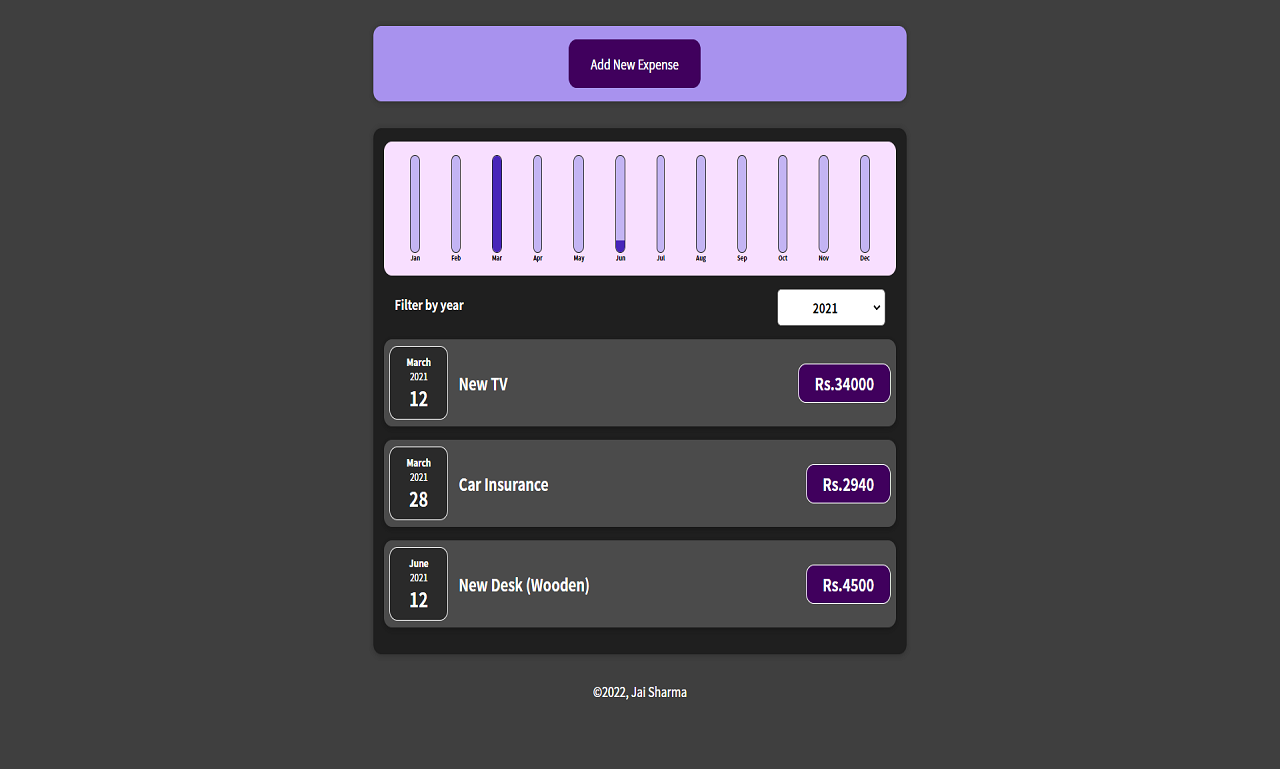 Add New Expense
Jan Feb Mar Apr May Jun Jul Aug Sep Oct Nov Dec
Filter by year
2021
March
2021
12
New TV
Rs.34000
March
2021
28
Car Insurance
Rs.2940
June
2021
12
New Desk (Wooden)
Rs.4500
©2022, Jai Sharma